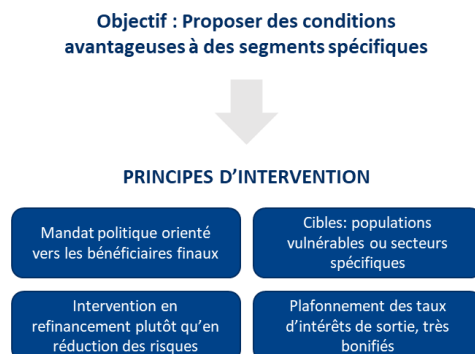 Objectif : Proposer des conditions
avantageuses à des segments spécifiques
PRINCIPES D'INTERVENTION
Mandat politique orienté
vers les bénéficiaires finaux
Cibles: populations
vulnérables ou secteurs
spécifiques
Intervention en
refinancement plutôt qu'en
réduction des risques
Plafonnement des taux
d'intérêts de sortie, très
bonifiés